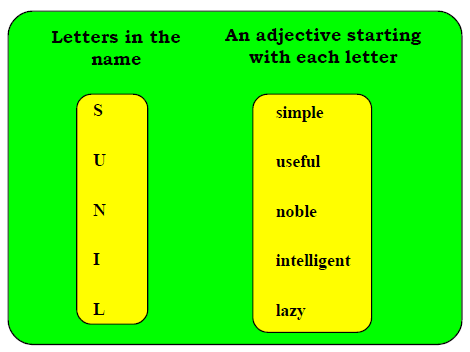 Letters in the
name
An adjective starting
with each letter
S
U
N
I
L
simple
useful
noble
intelligent
lazy